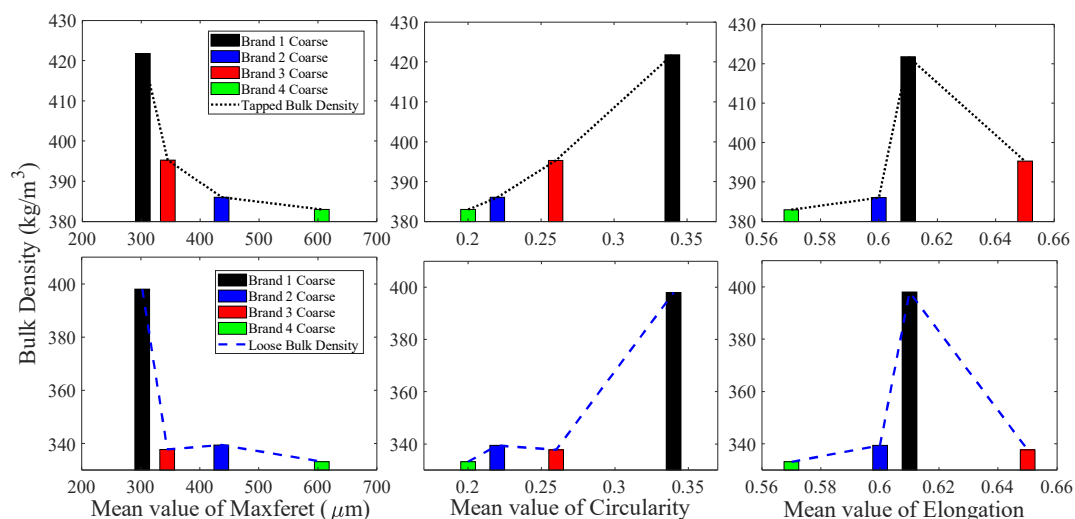 Bulk Density (kg/m3)
430
420
410
400
390
380
200 300 400 500 600 700
Brand 1 Coarse
Brand 2 Coarse
Brand 3 Coarse
Brand 4 Coarse
Tapped Bulk Density
430
420
410
400
390
380
0.2 0.25 0.3 0.35
430
420
410
400
390
380
0.56 0.58 0.6 0.62 0.64 0.66
400
380
360
340
200 300 400 500 600 700
Mean value of Maxferet ( μm)
Brand 1 Coarse
Brand 2 Coarse
Brand 3 Coarse
Brand 4 Coarse
Loose Bulk Density
400
380
360
340
0.2 0.25 0.3 0.35
Mean value of Circularity
400
380
360
340
0.56 0.58 0.6 0.62 0.64 0.66
Mean value of Elongation